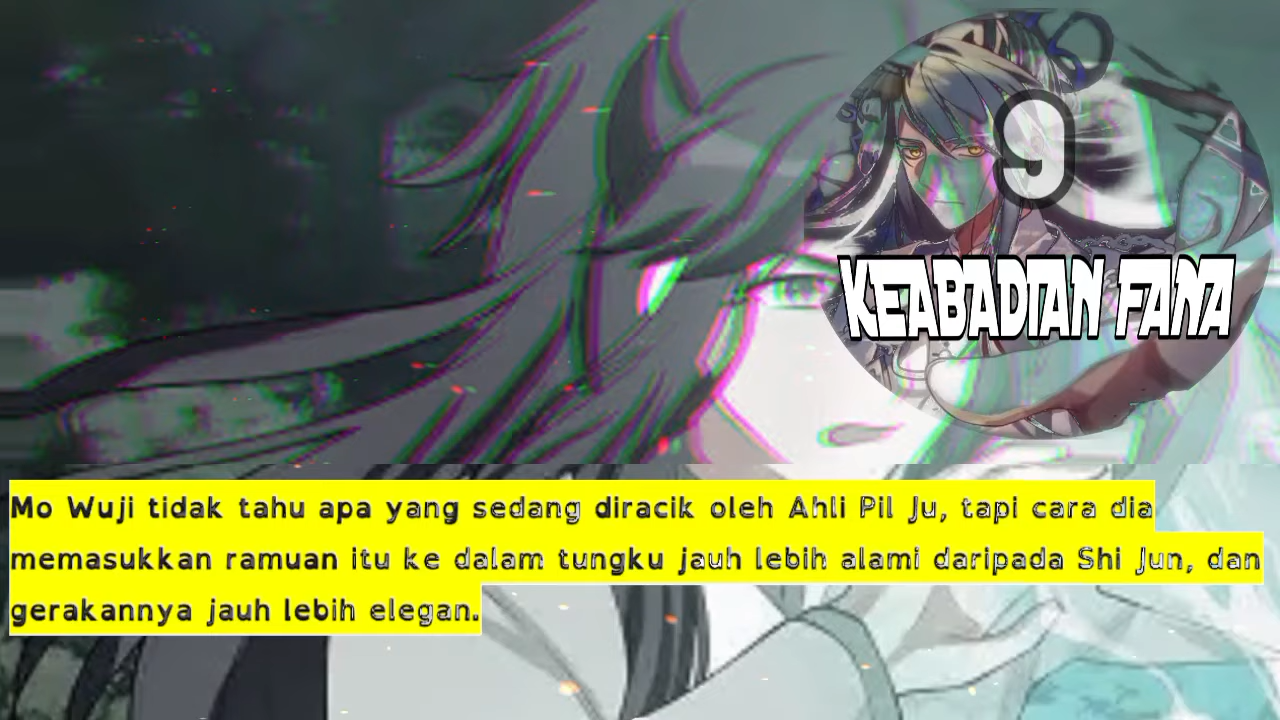 9
KEABADIAN FANA
Mo Wuji tidak tahu apa yang sedang diracik oleh Ahli Pil Ju, tapi cara dia
memasukkan ramuan itu ke dalam tungku jauh lebih alami daripada Shi Jun, dan
gerakannya jauh lebih elegan.